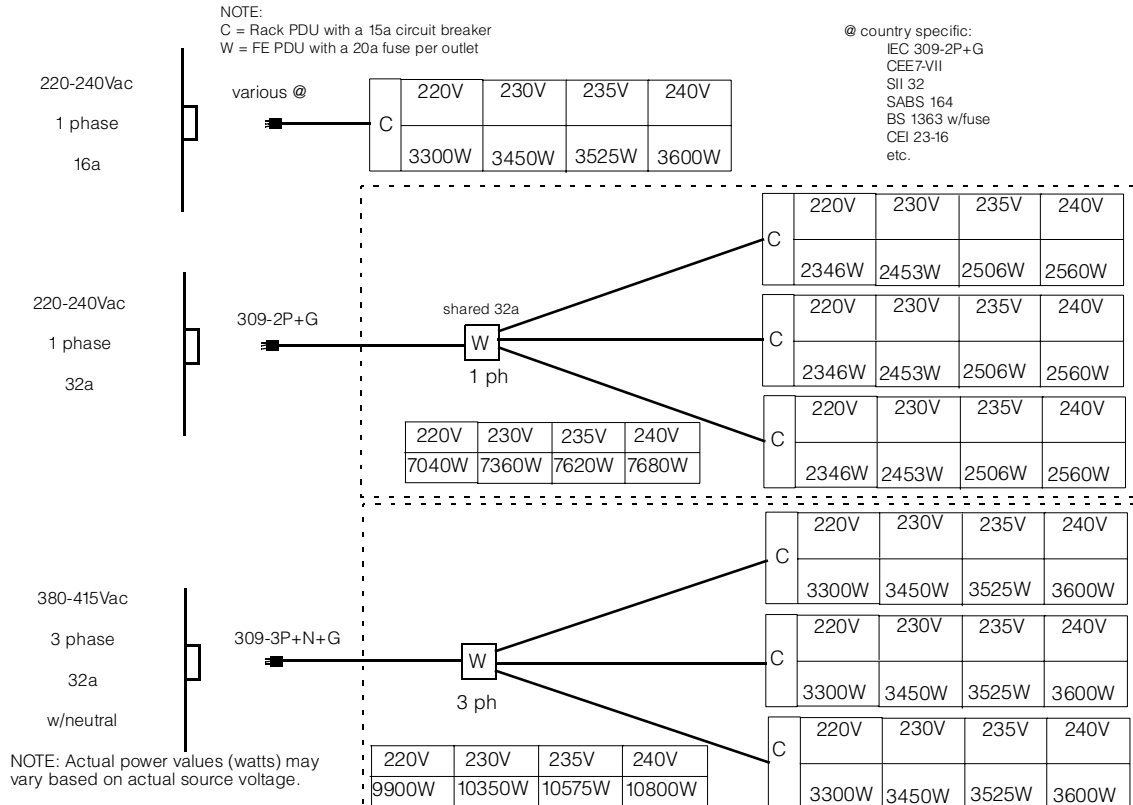 NOTE:
C = Rack PDU with a 15a circuit breaker
W = FE PDU with a 20a fuse per outlet
@ country specific:
IEC 309-2P+G
CEE7-VII
SII 32
SABS 164
BS 1363 w/fuse
CEI 23-16
etc.
220-240Vac
1 phase
16a
various @
C
220V 230V 235V 240V
3300W 3450W 3525W 3600W
220-240Vac
1 phase
32a
309-2P+G
shared 32a
W
1 ph
220V 230V 235V 240V
7040W 7360W 7620W 7680W
C
220V 230V 235V 240V
2346W 2453W 2506W 2560W
C
220V 230V 235V 240V
2346W 2453W 2506W 2560W
C
220V 230V 235V 240V
2346W 2453W 2506W 2560W
380-415Vac
3 phase
32a
w/neutral
309-3P+N+G
W
3 ph
220V 230V 235V 240V
9900W 10350W 10575W 10800W
C
220V 230V 235V 240V
3300W 3450W 3525W 3600W
C
220V 230V 235V 240V
3300W 3450W 3525W 3600W
C
220V 230V 235V 240V
3300W 3450W 3525W 3600W
NOTE: Actual power values (watts) may
vary based on actual source voltage.